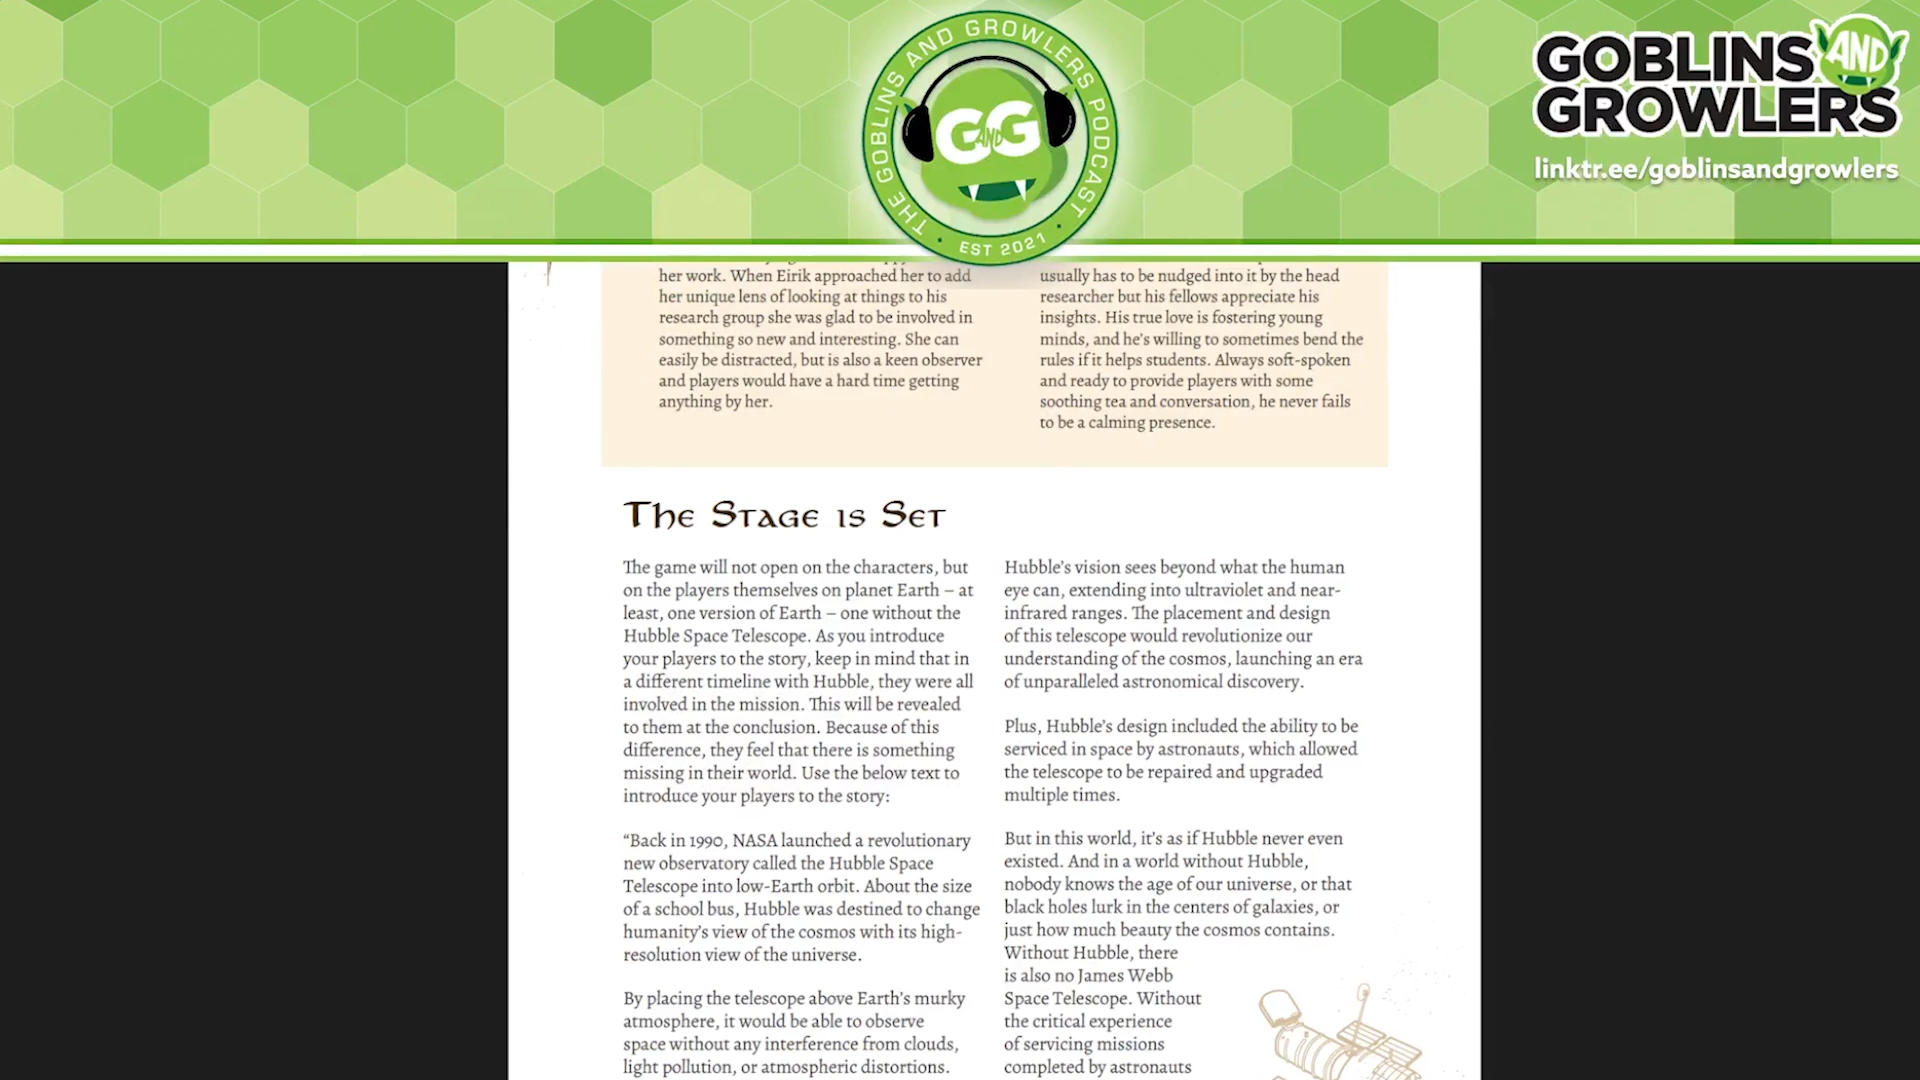 THE GOBLINS AND GROWLERS PODCAST
GANDG
EST 2021
GOBLINS AND
GROWLERS
linktr.ee/goblinsandgrowlers
her work. When Eirik approached her to add
her unique lens of looking at things to his
research group she was glad to be involved in
something so new and interesting. She can
easily be distracted, but is also a keen observer
and players would have a hard time getting
anything by her.
usually has to be nudged into it by the head
researcher but his fellows appreciate his
insights. His true love is fostering young
minds, and he's willing to sometimes bend the
rules if it helps students. Always soft-spoken
and ready to provide players with some
soothing tea and conversation, he never fails
to be a calming presence.
The Stage is Set
The game will not open on the characters, but
on the players themselves on planet Earth – at
least, one version of Earth – one without the
Hubble Space Telescope. As you introduce
your players to the story, keep in mind that in
a different timeline with Hubble, they were all
involved in the mission. This will be revealed
to them at the conclusion. Because of this
difference, they feel that there is something
missing in their world. Use the below text to
introduce your players to the story:
“Back in 1990, NASA launched a revolutionary
new observatory called the Hubble Space
Telescope into low-Earth orbit. About the size
of a school bus, Hubble was destined to change
humanity's view of the cosmos with its high-
resolution view of the universe.
By placing the telescope above Earth's murky
atmosphere, it would be able to observe
space without any interference from clouds,
light pollution, or atmospheric distortions.
Hubble's vision sees beyond what the human
eye can, extending into ultraviolet and near-
infrared ranges. The placement and design
of this telescope would revolutionize our
understanding of the cosmos, launching an era
of unparalleled astronomical discovery.
Plus, Hubble's design included the ability to be
serviced in space by astronauts, which allowed
the telescope to be repaired and upgraded
multiple times.
But in this world, it's as if Hubble never even
existed. And in a world without Hubble,
nobody knows the age of our universe, or that
black holes lurk in the centers of galaxies, or
just how much beauty the cosmos contains.
Without Hubble, there
is also no James Webb
Space Telescope. Without
the critical experience
of servicing missions
completed by astronauts